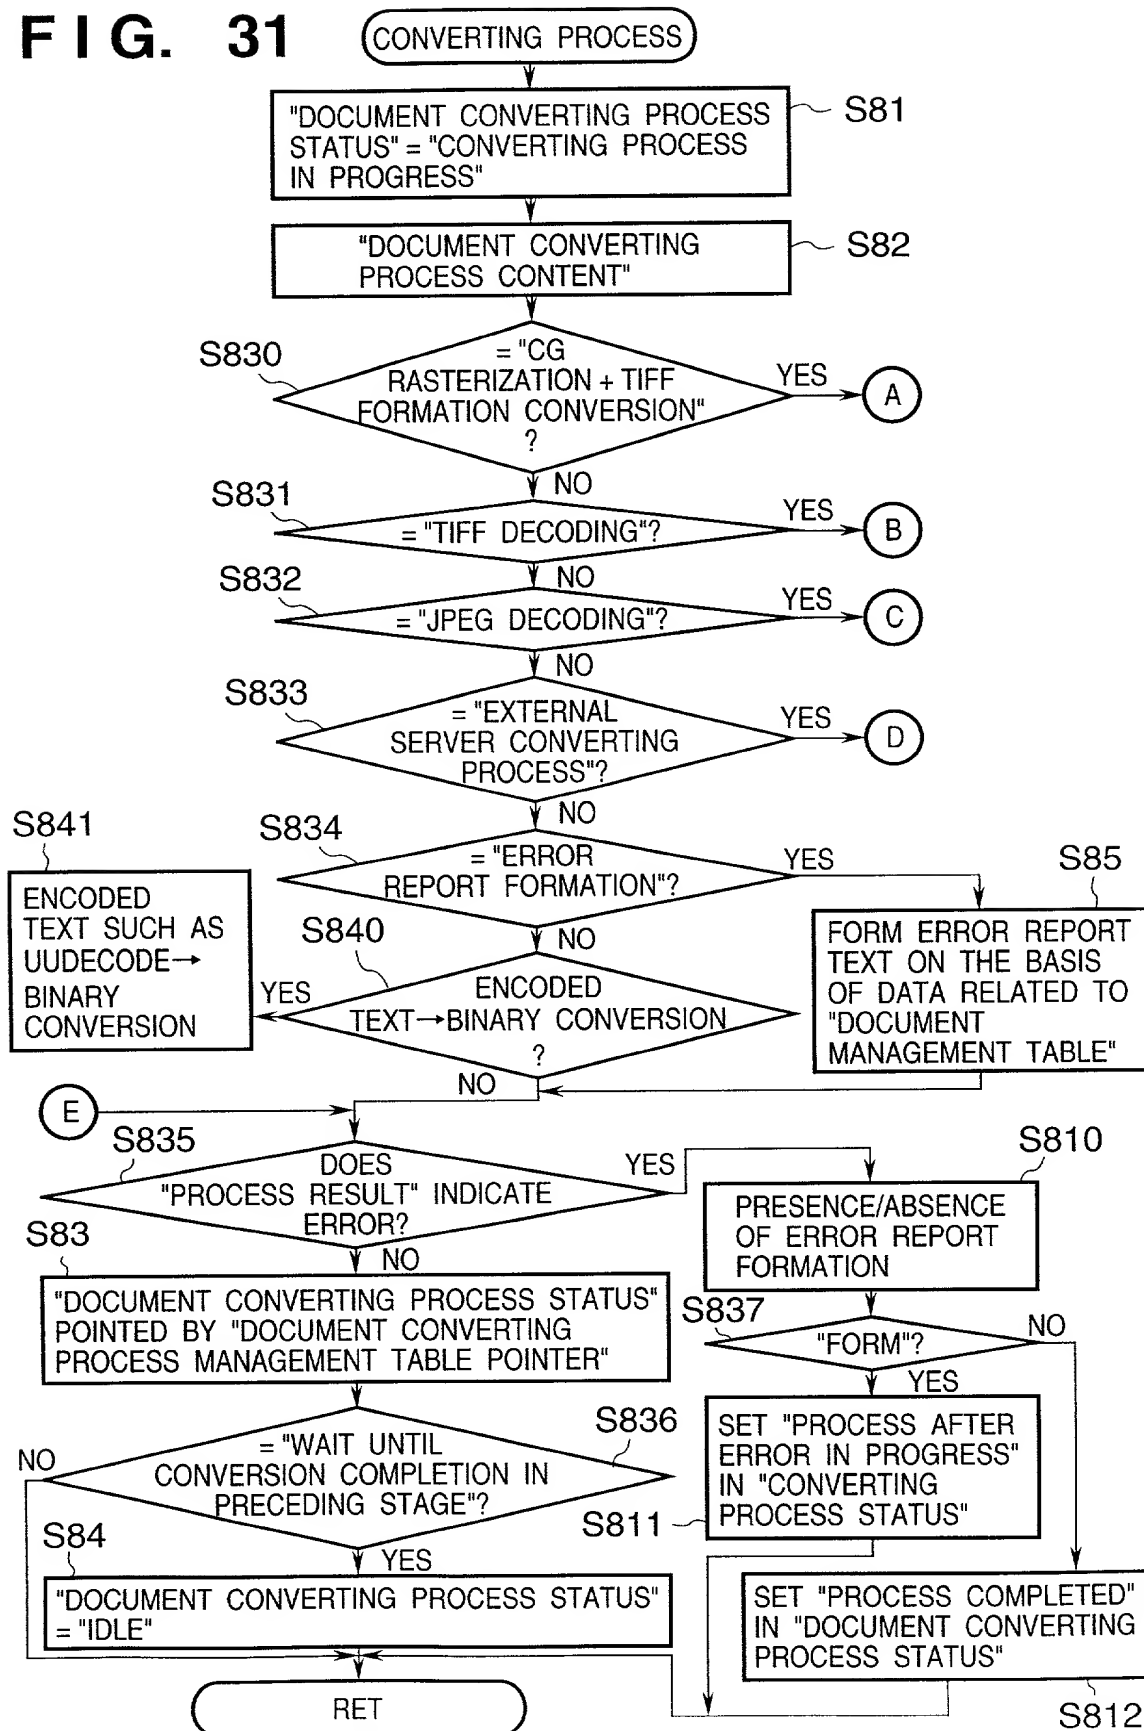 FIG. 31
CONVERTING PROCESS
"DOCUMENT CONVERTING PROCESS
STATUS" = "CONVERTING PROCESS
IN PROGRESS"
S81
"DOCUMENT CONVERTING
PROCESS CONTENT"
S82
S830
= "CG
RASTERIZATION + TIFF
FORMATION CONVERSION"
?
YES
A
NO
S831
= "TIFF DECODING"?
YES
B
NO
S832
= "JPEG DECODING"?
YES
C
NO
S833
= "EXTERNAL
SERVER CONVERTING
PROCESS"?
YES
D
NO
S834
= "ERROR
REPORT FORMATION"?
YES
S85
FORM ERROR REPORT
TEXT ON THE BASIS
OF DATA RELATED TO
"DOCUMENT
MANAGEMENT TABLE"
NO
S841
ENCODED
TEXT SUCH AS
UUDECODE→
BINARY
CONVERSION
S840
YES
ENCODED
TEXT→BINARY CONVERSION
?
NO
E
S835
DOES
"PROCESS RESULT" INDICATE
ERROR?
YES
S810
PRESENCE/ABSENCE
OF ERROR REPORT
FORMATION
NO
S83
"DOCUMENT CONVERTING PROCESS STATUS"
POINTED BY "DOCUMENT CONVERTING
PROCESS MANAGEMENT TABLE POINTER"
S837
"FORM"?
NO
YES
S836
= "WAIT UNTIL
CONVERSION COMPLETION IN
PRECEDING STAGE"?
NO
SET "PROCESS AFTER
ERROR IN PROGRESS"
IN "CONVERTING
PROCESS STATUS"
S811
S84
YES
"DOCUMENT CONVERTING PROCESS STATUS"
= "IDLE"
SET "PROCESS COMPLETED"
IN "DOCUMENT CONVERTING
PROCESS STATUS"
S812
RET